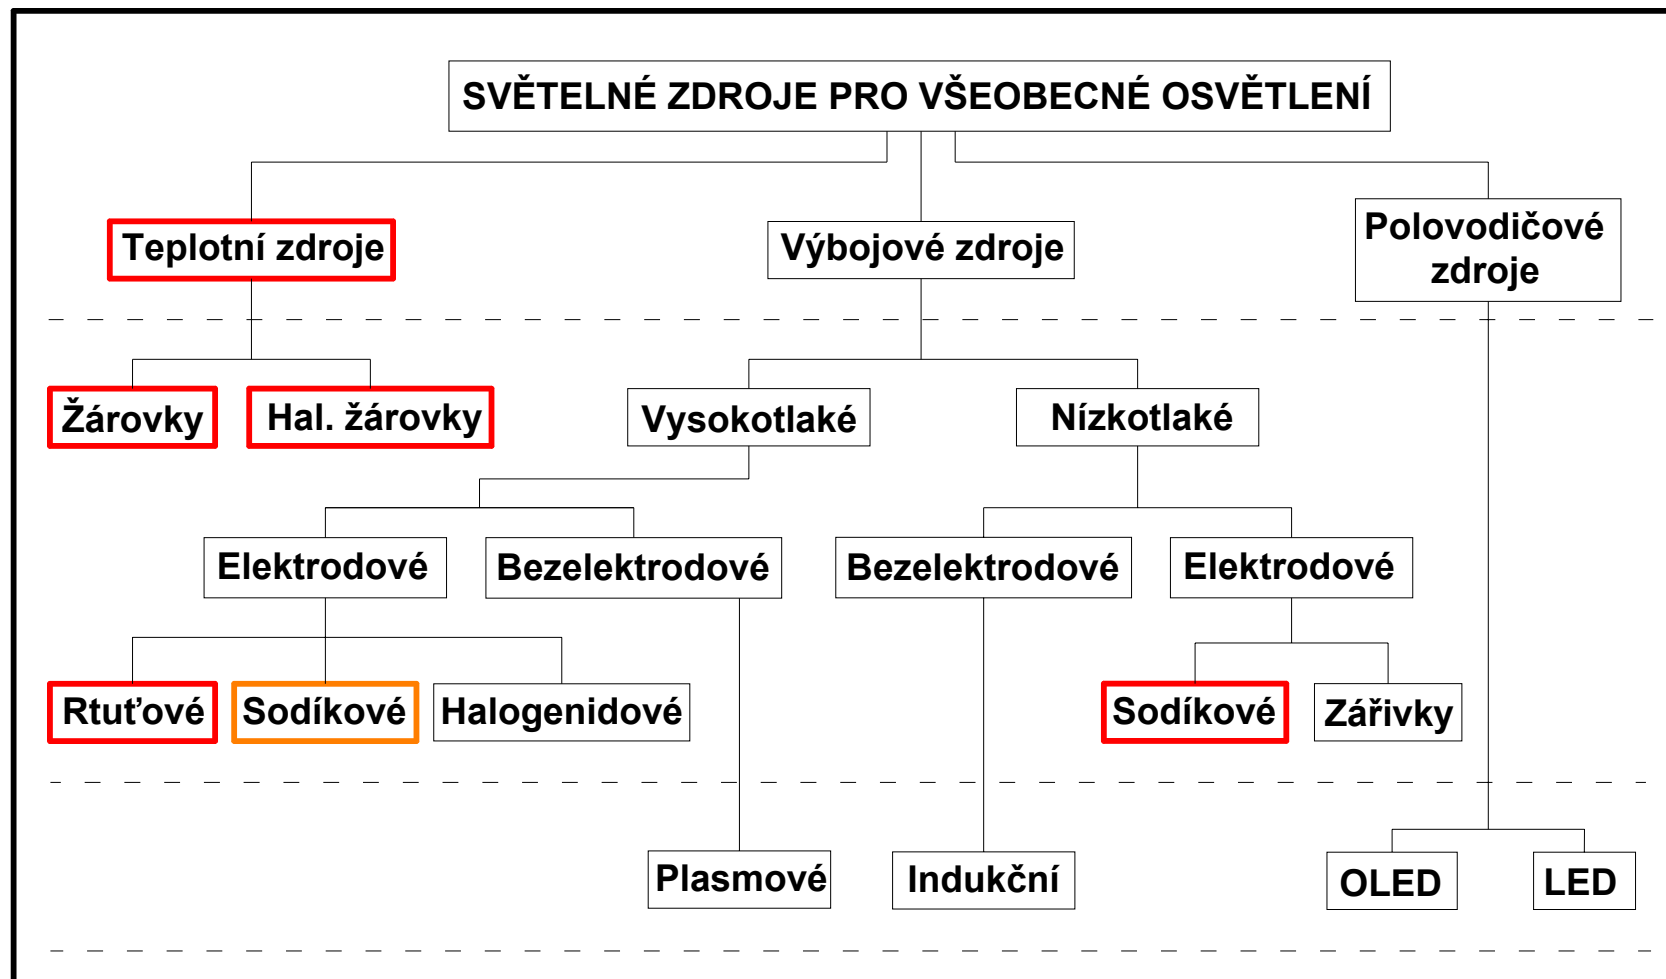 SVĚTELNÉ ZDROJE PRO VŠEOBECNÉ OSVĚTLENÍ
Teplotní zdroje
Výbojové zdroje
Polovodičové
zdroje
Žárovky
Hal. žárovky
Vysokotlaké
Nízkotlaké
Elektrodové
Bezelektrodové
Bezelektrodové
Elektrodové
Rtuťové
Sodíkové
Halogenidové
Sodíkové
Zářivky
Plasmové
Indukční
OLED
LED